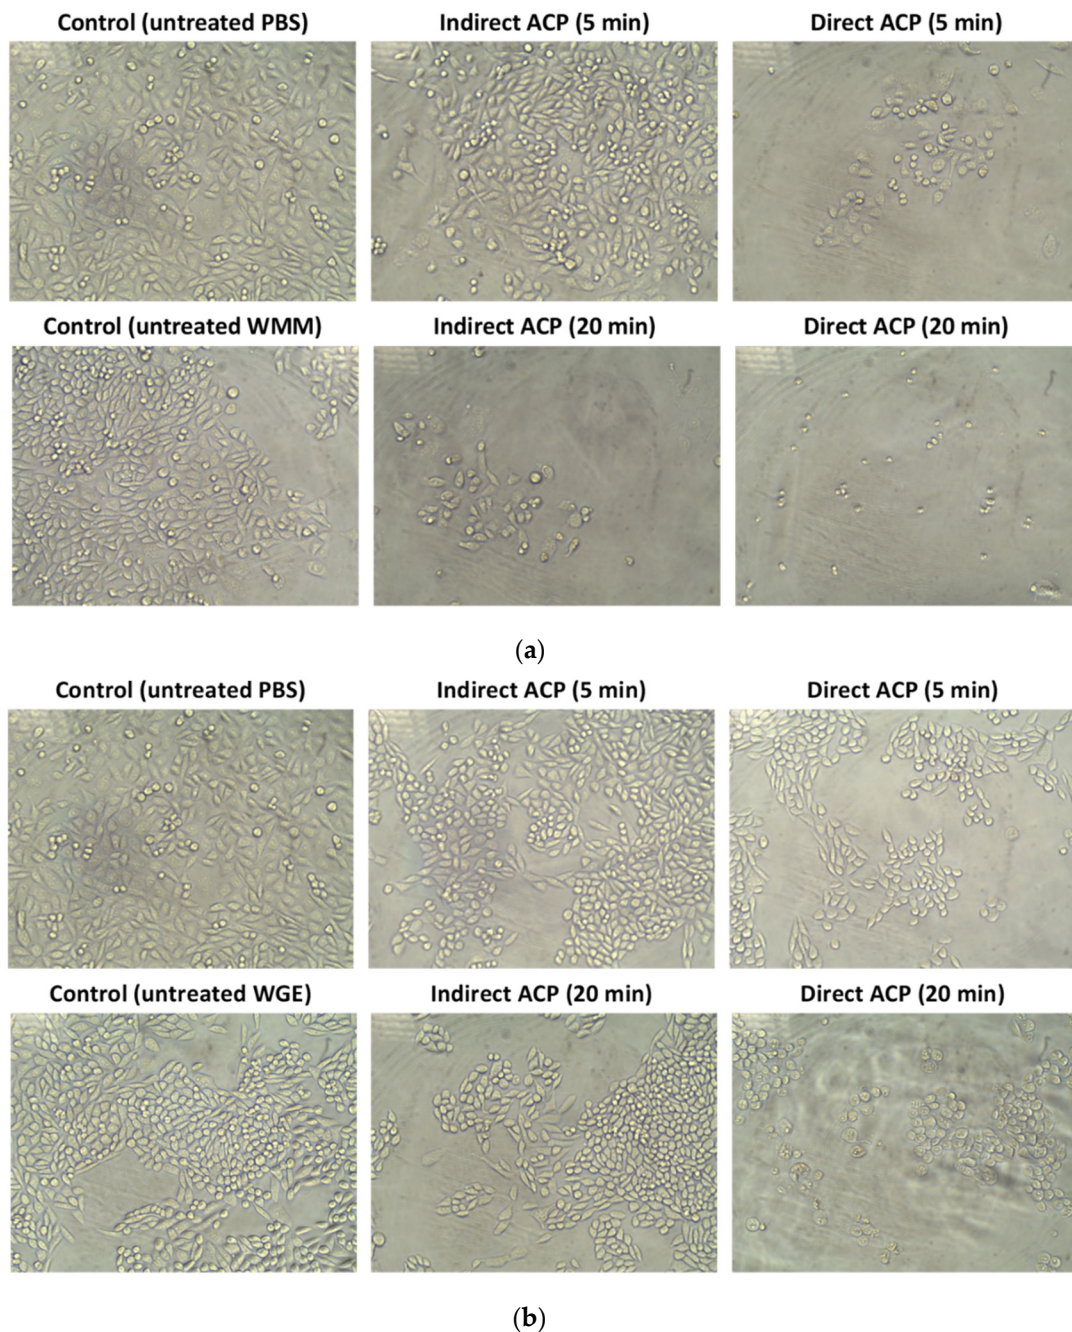 Control (untreated PBS) Indirect ACP (5 min) Direct ACP (5 min)
Control (untreated WMM) Indirect ACP (20 min) Direct ACP (20 min)
(a)
Control (untreated PBS) Indirect ACP (5 min) Direct ACP (5 min)
Control (untreated WGE) Indirect ACP (20 min) Direct ACP (20 min)
(b)